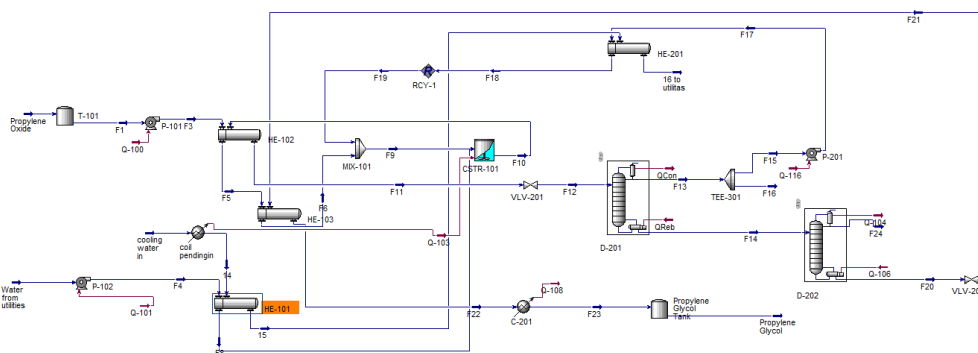 F21
F17
HE-201
F19
RCY-1
F18
16 to
utilitas
Propylene
Oxide
T-101
F1
P-101
F3
Q-100
HE-102
MIX-101
F9
CSTR-101
F10
F15
P-201
Q-116
F16
TEE-301
F5
F6
F11
VLV-201
F12
QCon
F13
HE-103
Q-103
cooling
water
in
coil
pendingin
QReb
D-201
F14
Q-104
F24
Q-106
D-202
F20
14
P-102
F4
Water
from
utilities
Q-101
HE-101
15
F22
Q-108
C-201
F23
Propylene
Glycol
Tank
Propylene
Glycol